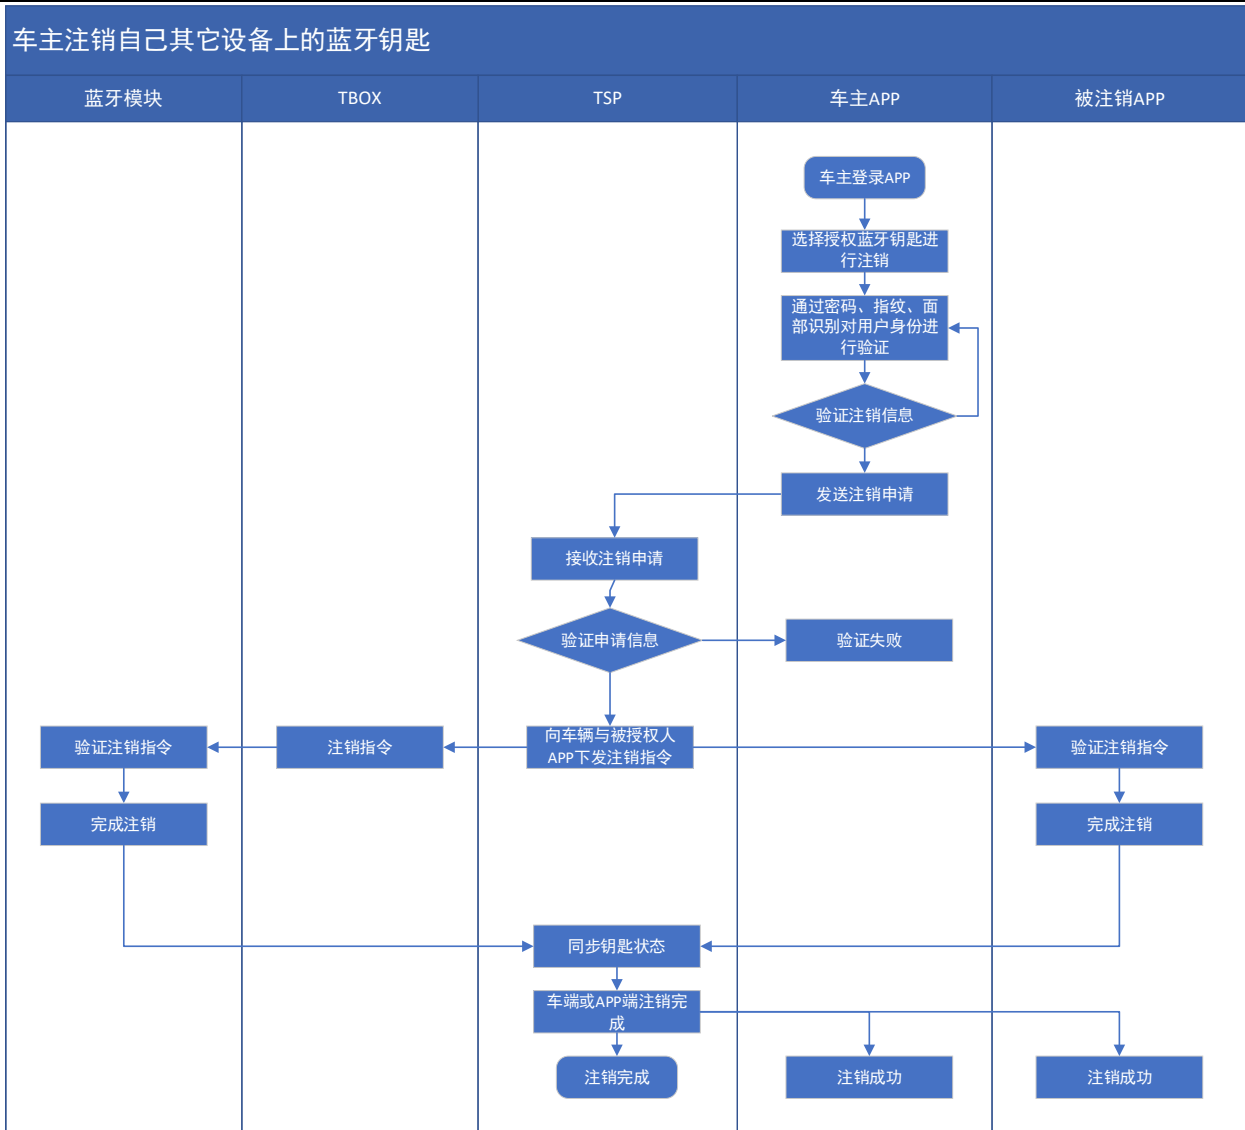 车主注销自己其它设备上的蓝牙钥匙
蓝牙模块
TBOX
TSP
车主APP
被注销APP
车主登录APP
选择授权蓝牙钥匙进
行注销
通过密码、指纹、面
部识别对用户身份进
行验证
验证注销信息
发送注销申请
接收注销申请
验证申请信息
验证失败
验证注销指令
注销指令
向车辆与被授权人
APP下发注销指令
验证注销指令
完成注销
完成注销
同步钥匙状态
车端或APP端注销完
成
注销完成
注销成功
注销成功